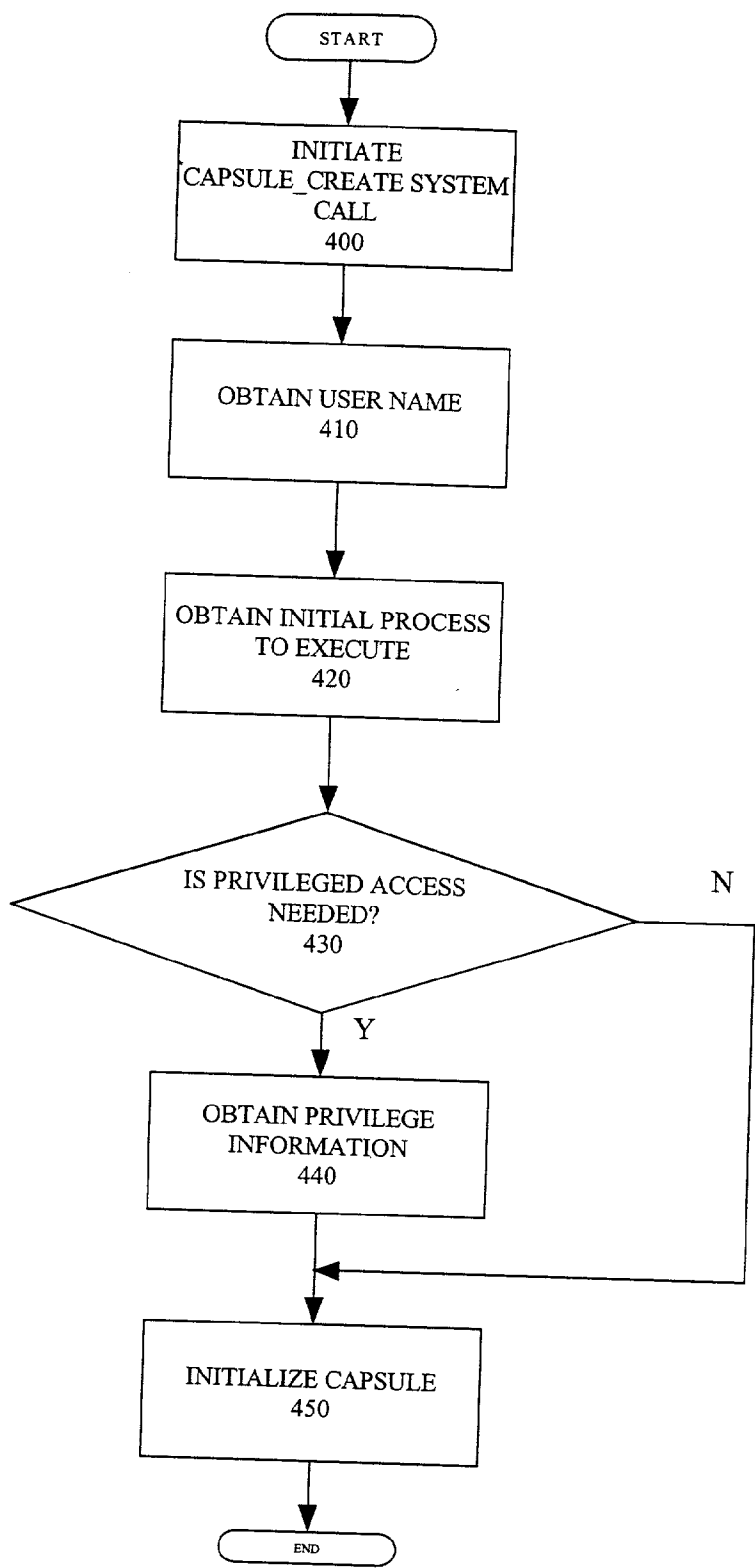 START
INITIATE
CAPSULE_CREATE SYSTEM
CALL
400
OBTAIN USER NAME
410
OBTAIN INITIAL PROCESS
TO EXECUTE
420
IS PRIVILEGED ACCESS
NEEDED?
430
N
Y
OBTAIN PRIVILEGE
INFORMATION
440
INITIALIZE CAPSULE
450
END